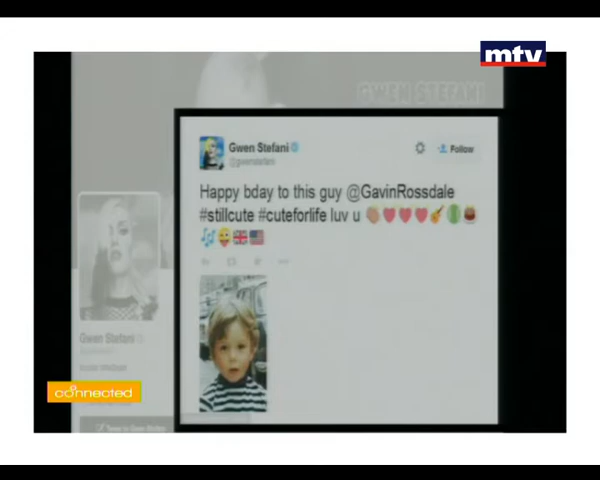 mtv
GWEN STEFANI
Gwen Stefani
@gwenstefani
Follow
Happy bday to this guy @GavinRossdale
#stillcute #cuteforlife luv u
Gwen Stefani
connected